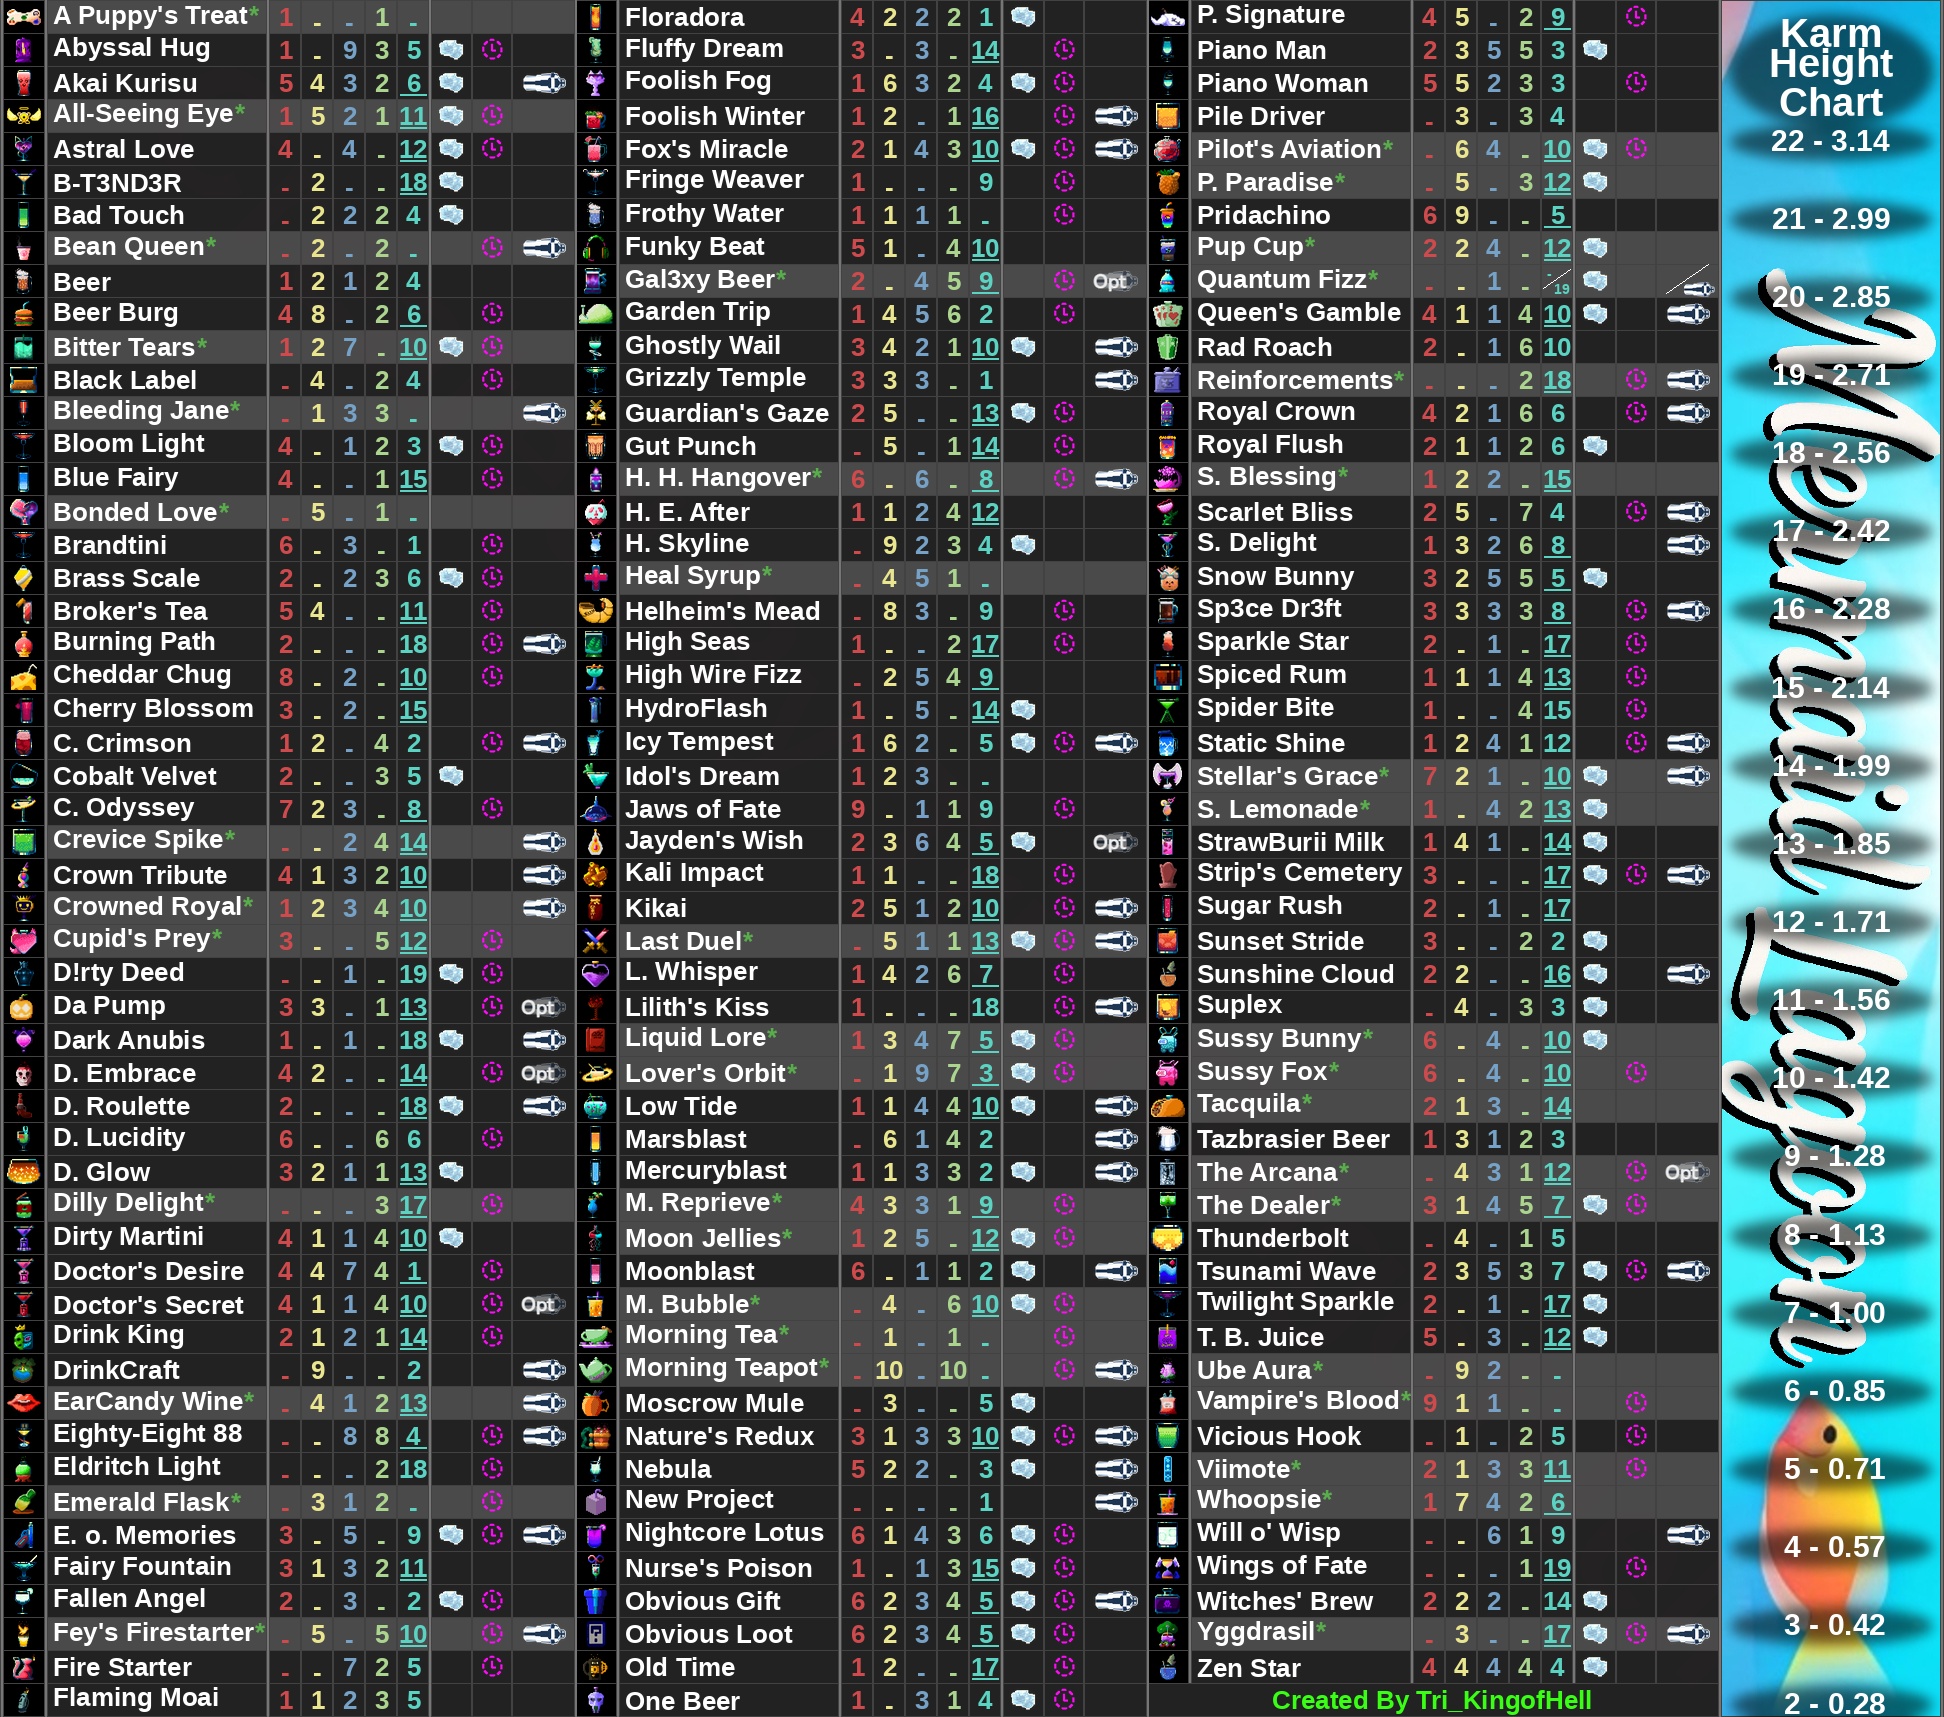 A Puppy's Treat* 1 - - 1 -
Abyssal Hug 1 - 9 3 5
Akai Kurisu 5 4 3 2 6
All-Seeing Eye* 1 5 2 1 11
Astral Love 4 - 4 - 12
B-T3ND3R - 2 - - 18
Bad Touch - 2 2 2 4
Bean Queen* - 2 - 2 -
Beer 1 2 1 2 4
Beer Burg 4 8 - 2 6
Bitter Tears* 1 2 7 - 10
Black Label - 4 - 2 4
Bleeding Jane* - 1 3 3 -
Bloom Light 4 - 1 2 3
Blue Fairy 4 - - 1 15
Bonded Love* - 5 - 1 -
Brandtini 6 - 3 - 1
Brass Scale 2 - 2 3 6
Broker's Tea 5 4 - - 11
Burning Path 2 - - - 18
Cheddar Chug 8 - 2 - 10
Cherry Blossom 3 - 2 - 15
C. Crimson 1 2 - 4 2
Cobalt Velvet 2 - - 3 5
C. Odyssey 7 2 3 - 8
Crevice Spike* - - 2 4 14
Crown Tribute 4 1 3 2 10
Crowned Royal* 1 2 3 4 10
Cupid's Prey* 3 - - 5 12
D!rty Deed - - 1 - 19
Da Pump 3 3 - 1 13 Opt
Dark Anubis 1 - 1 - 18
D. Embrace 4 2 - - 14 Opt
D. Roulette 2 - - - 18
D. Lucidity 6 - - 6 6
D. Glow 3 2 1 1 13
Dilly Delight* - - - 3 17
Dirty Martini 4 1 1 4 10
Doctor's Desire 4 4 7 4 1
Doctor's Secret 4 1 1 4 10 Opt
Drink King 2 1 2 1 14
DrinkCraft - 9 - - 2
EarCandy Wine* - 4 1 2 13
Eighty-Eight 88 - - 8 8 4
Eldritch Light - - - 2 18
Emerald Flask* - 3 1 2 -
E. o. Memories 3 - 5 - 9
Fairy Fountain 3 1 3 2 11
Fallen Angel 2 - 3 - 2
Fey's Firestarter* - 5 - 5 10
Fire Starter - - 7 2 5
Flaming Moai 1 1 2 3 5
Floradora 4 2 2 2 1
Fluffy Dream 3 - 3 - 14
Foolish Fog 1 6 3 2 4
Foolish Winter 1 2 - 1 16
Fox's Miracle 2 1 4 3 10
Fringe Weaver 1 - - - 9
Frothy Water 1 1 1 1 -
Funky Beat 5 1 - 4 10
Gal3xy Beer* 2 - 4 5 9 Opt
Garden Trip 1 4 5 6 2
Ghostly Wail 3 4 2 1 10
Grizzly Temple 3 3 3 - 1
Guardian's Gaze 2 5 - - 13
Gut Punch - 5 - 1 14
H. H. Hangover* 6 - 6 - 8
H. E. After 1 1 2 4 12
H. Skyline - 9 2 3 4
Heal Syrup* - 4 5 1 -
Helheim's Mead - 8 3 - 9
High Seas 1 - - 2 17
High Wire Fizz - 2 5 4 9
HydroFlash 1 - 5 - 14
Icy Tempest 1 6 2 - 5
Idol's Dream 1 2 3 - -
Jaws of Fate 9 - 1 1 9
Jayden's Wish 2 3 6 4 5 Opt
Kali Impact 1 1 - - 18
Kikai 2 5 1 2 10
Last Duel* - 5 1 1 13
L. Whisper 1 4 2 6 7
Lilith's Kiss 1 - - - 18
Liquid Lore* 1 3 4 7 5
Lover's Orbit* - 1 9 7 3
Low Tide 1 1 4 4 10
Marsblast - 6 1 4 2
Mercuryblast 1 1 3 3 2
M. Reprieve* 4 3 3 1 9
Moon Jellies* 1 2 5 - 12
Moonblast 6 - 1 1 2
M. Bubble* - 4 - 6 10
Morning Tea* - 1 - 1 -
Morning Teapot* - 10 - 10 -
Moscrow Mule - 3 - - 5
Nature's Redux 3 1 3 3 10
Nebula 5 2 2 - 3
New Project - - - - 1
Nightcore Lotus 6 1 4 3 6
Nurse's Poison 1 - 1 3 15
Obvious Gift 6 2 3 4 5
Obvious Loot 6 2 3 4 5
Old Time 1 2 - - 17
One Beer 1 - 3 1 4
P. Signature 4 5 - 2 9
Piano Man 2 3 5 5 3
Piano Woman 5 5 2 3 3
Pile Driver - 3 - 3 4
Pilot's Aviation* - 6 4 - 10
P. Paradise* - 5 - 3 12
Pridachino 6 9 - - 5
Pup Cup* 2 2 4 - 12
Quantum Fizz* - - 1 - -/19
Queen's Gamble 4 1 1 4 10
Rad Roach 2 - 1 6 10
Reinforcements* - - - 2 18
Royal Crown 4 2 1 6 6
Royal Flush 2 1 1 2 6
S. Blessing* 1 2 2 - 15
Scarlet Bliss 2 5 - 7 4
S. Delight 1 3 2 6 8
Snow Bunny 3 2 5 5 5
Sp3ce Dr3ft 3 3 3 3 8
Sparkle Star 2 - 1 - 17
Spiced Rum 1 1 1 4 13
Spider Bite 1 - - 4 15
Static Shine 1 2 4 1 12
Stellar's Grace* 7 2 1 - 10
S. Lemonade* 1 - 4 2 13
StrawBurii Milk 1 4 1 - 14
Strip's Cemetery 3 - - - 17
Sugar Rush 2 - 1 - 17
Sunset Stride 3 - - 2 2
Sunshine Cloud 2 2 - - 16
Suplex - 4 - 3 3
Sussy Bunny* 6 - 4 - 10
Sussy Fox* 6 - 4 - 10
Tacquila* 2 1 3 - 14
Tazbrasier Beer 1 3 1 2 3
The Arcana* - 4 3 1 12 Opt
The Dealer* 3 1 4 5 7
Thunderbolt - 4 - 1 5
Tsunami Wave 2 3 5 3 7
Twilight Sparkle 2 - 1 - 17
T. B. Juice 5 - 3 - 12
Ube Aura* - 9 2 - -
Vampire's Blood* 9 1 1 - -
Vicious Hook - 1 - 2 5
Viimote* 2 1 3 3 11
Whoopsie* 1 7 4 2 6
Will o' Wisp - - 6 1 9
Wings of Fate - - - 1 19
Witches' Brew 2 2 2 - 14
Yggdrasil* - 3 - - 17
Zen Star 4 4 4 4 4
Created By Tri_KingofHell
Karm
Height
Chart
22 - 3.14
21 - 2.99
20 - 2.85
19 - 2.71
18 - 2.56
17 - 2.42
16 - 2.28
15 - 2.14
14 - 1.99
13 - 1.85
12 - 1.71
11 - 1.56
10 - 1.42
9 - 1.28
8 - 1.13
7 - 1.00
6 - 0.85
5 - 0.71
4 - 0.57
3 - 0.42
2 - 0.28
Mermaid Lagoon